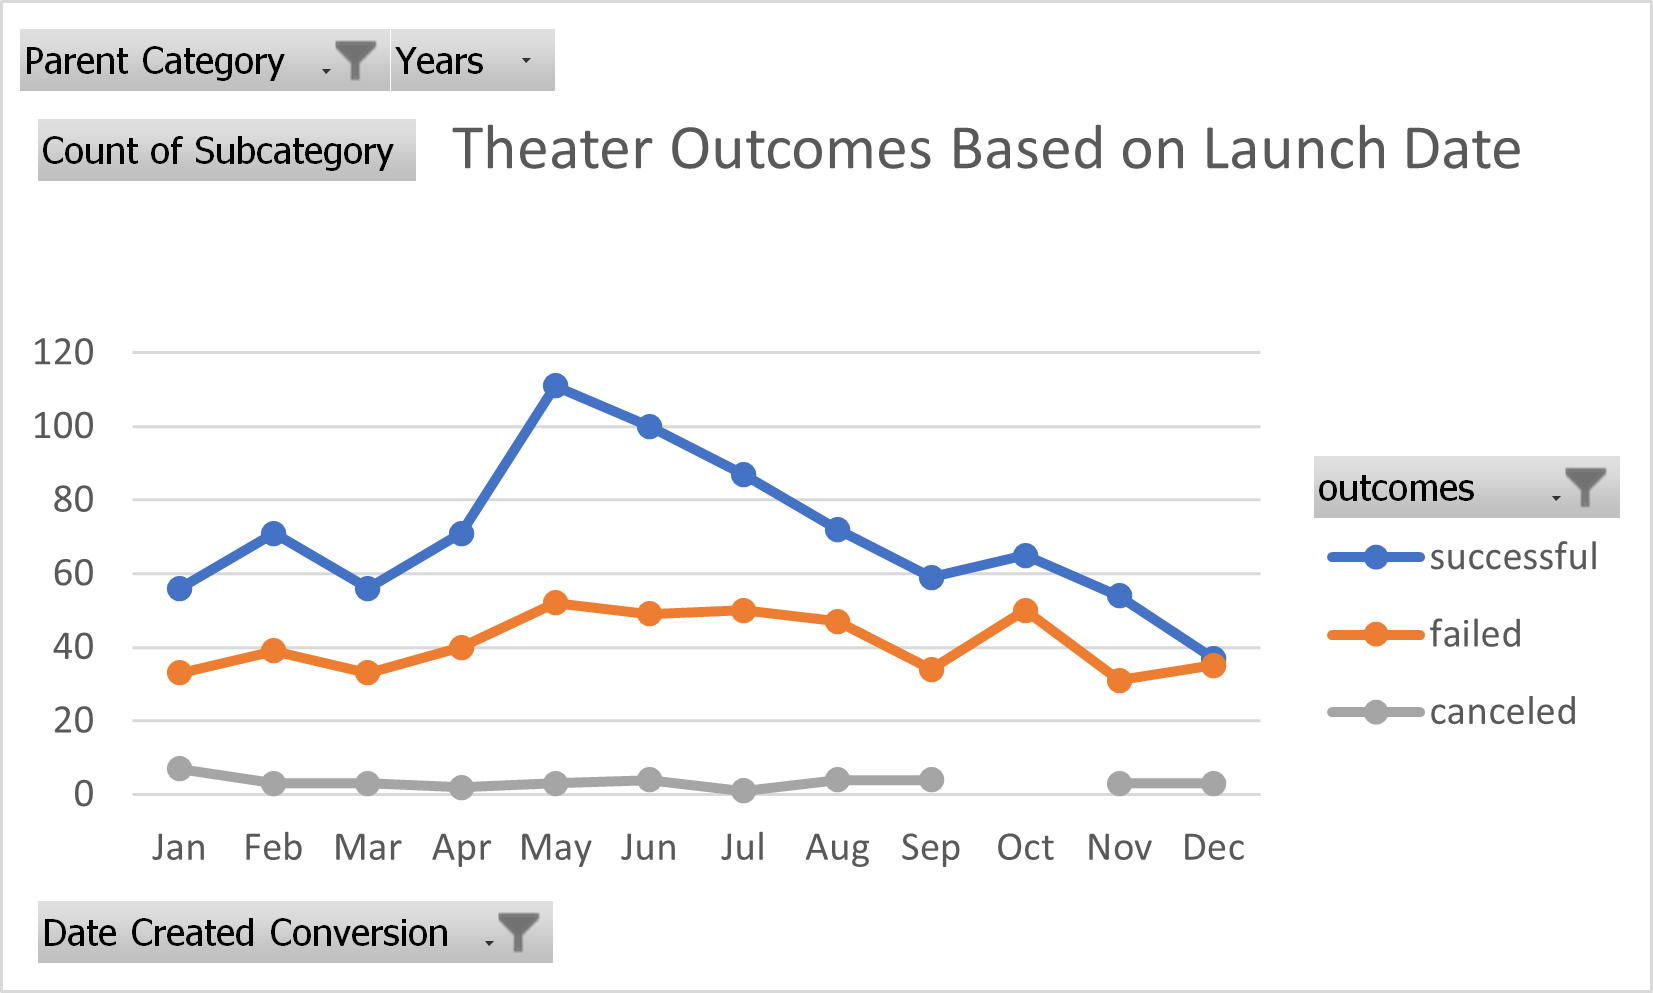 Parent Category Years
Count of Subcategory
Theater Outcomes Based on Launch Date
120
100
80
60
40
20
0
Jan Feb Mar Apr May Jun Jul Aug Sep Oct Nov Dec
outcomes
successful
failed
canceled
Date Created Conversion